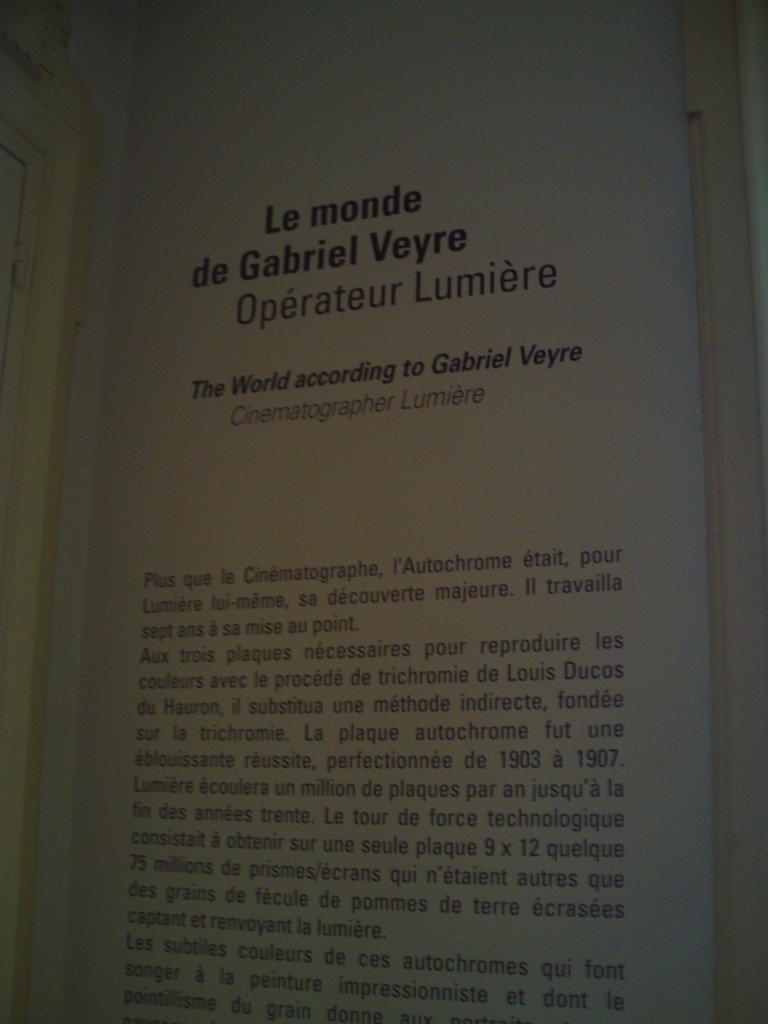 Le monde
de Gabriel Veyre
Opérateur Lumière
The World according to Gabriel Veyre
Cinematographer Lumière
Plus que le Cinématographe, l'Autochrome était, pour
Lumière lui-même, sa découverte majeure. Il travailla
sept ans à sa mise au point.
Aux trois plaques nécessaires pour reproduire les
couleurs avec le procédé de trichromie de Louis Ducos
du Hauron, il substitua une méthode indirecte, fondée
sur la trichromie. La plaque autochrome fut une
éblouissante réussite, perfectionnée de 1903 à 1907.
Lumière écoulera un million de plaques par an jusqu'à la
fin des années trente. Le tour de force technologique
consistait à obtenir sur une seule plaque 9 x 12 quelque
75 millions de prismes/écrans qui n'étaient autres que
des grains de fécule de pommes de terre écrasées
captant et renvoyant la lumière.
Les subtiles couleurs de ces autochromes qui font
songer à la peinture impressionniste et dont le
pointillisme du grain donne aux portraits